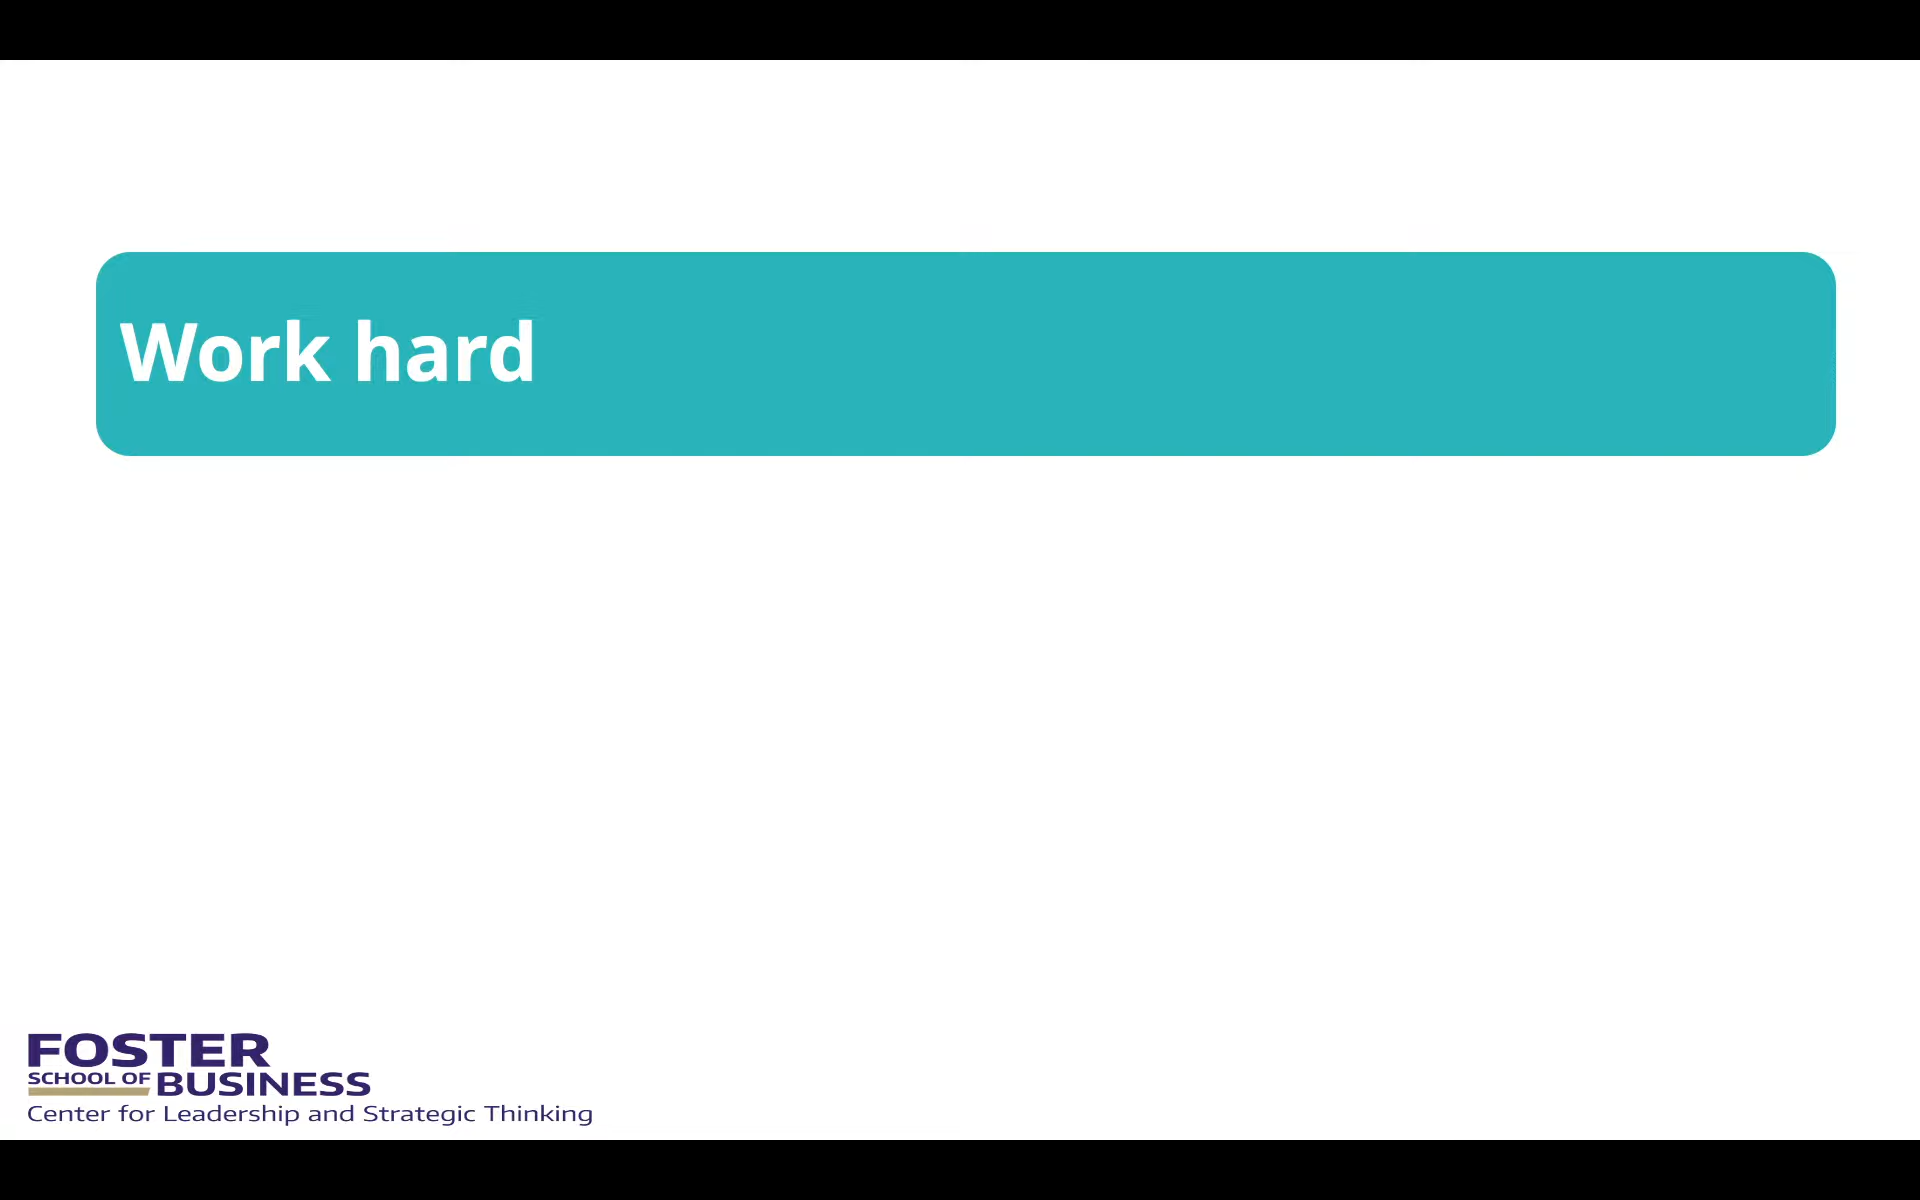 Work hard
FOSTER
SCHOOL OF BUSINESS
Center for Leadership and Strategic Thinking